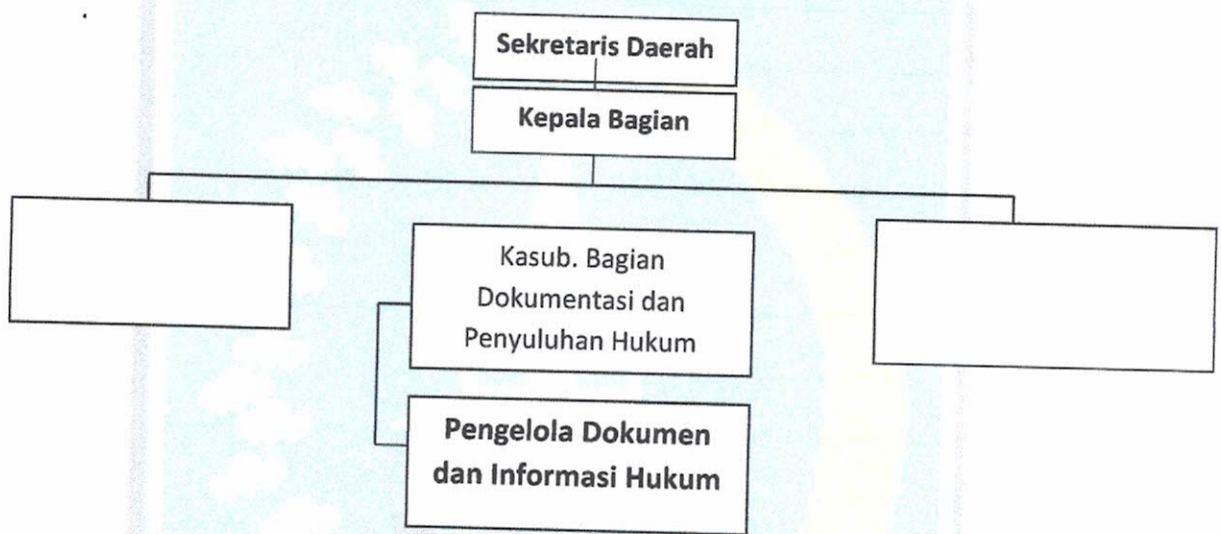 Sekretaris Daerah
Kepala Bagian
Kasub. Bagian
Dokumentasi dan
Penyuluhan Hukum
Pengelola Dokumen
dan Informasi Hukum